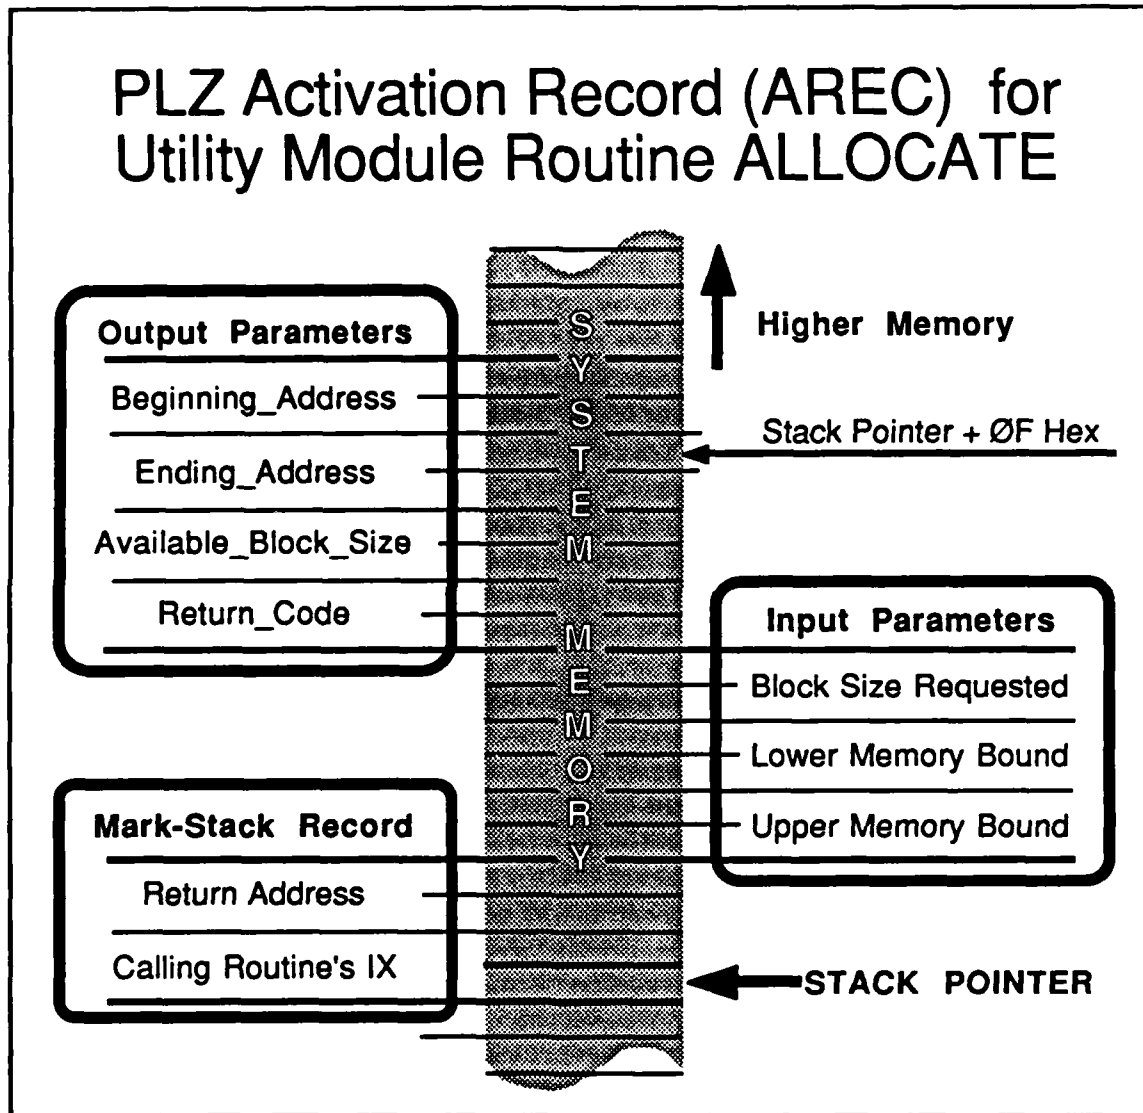 PLZ Activation Record (AREC) for
Utility Module Routine ALLOCATE
Output Parameters
Beginning_Address
Ending_Address
Available_Block_Size
Return_Code
Mark-Stack Record
Return Address
Calling Routine's IX
SYSTEM MEMORY
Higher Memory
Stack Pointer + ØF Hex
Input Parameters
Block Size Requested
Lower Memory Bound
Upper Memory Bound
STACK POINTER